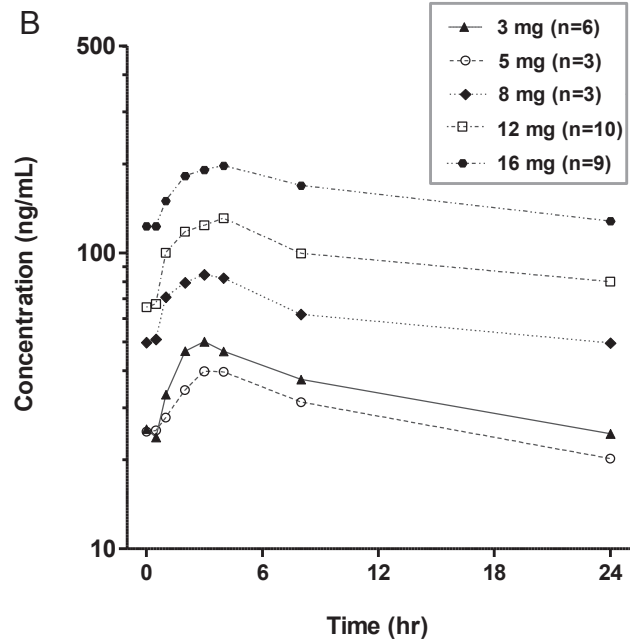 B
3 mg (n=6)
5 mg (n=3)
8 mg (n=3)
12 mg (n=10)
16 mg (n=9)
Concentration (ng/mL)
500
100
10
0 6 12 18 24
Time (hr)